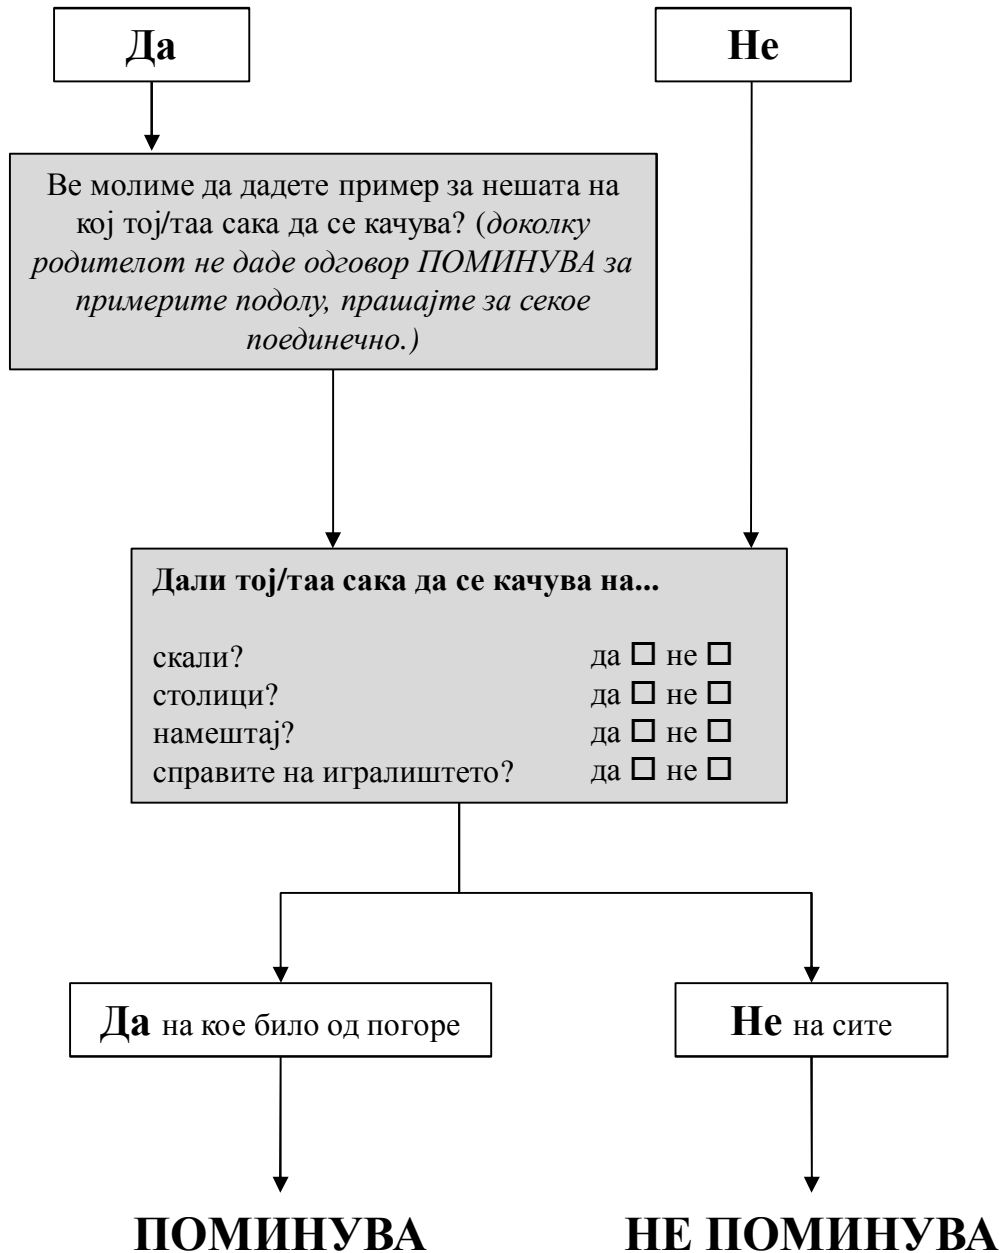 Да
Не
Ве молиме да дадете пример за нешата на
кој тој/таа сака да се качува? (доколку
родителот не даде одговор ПОМИНУВА за
примерите подолу, прашајте за секое
поединечно.)
Дали тој/таа сака да се качува на...
скали? да □ не □
столици? да □ не □
намештај? да □ не □
справите на игралиштето? да □ не □
Да на кое било од погоре
Не на сите
ПОМИНУВА
НЕ ПОМИНУВА